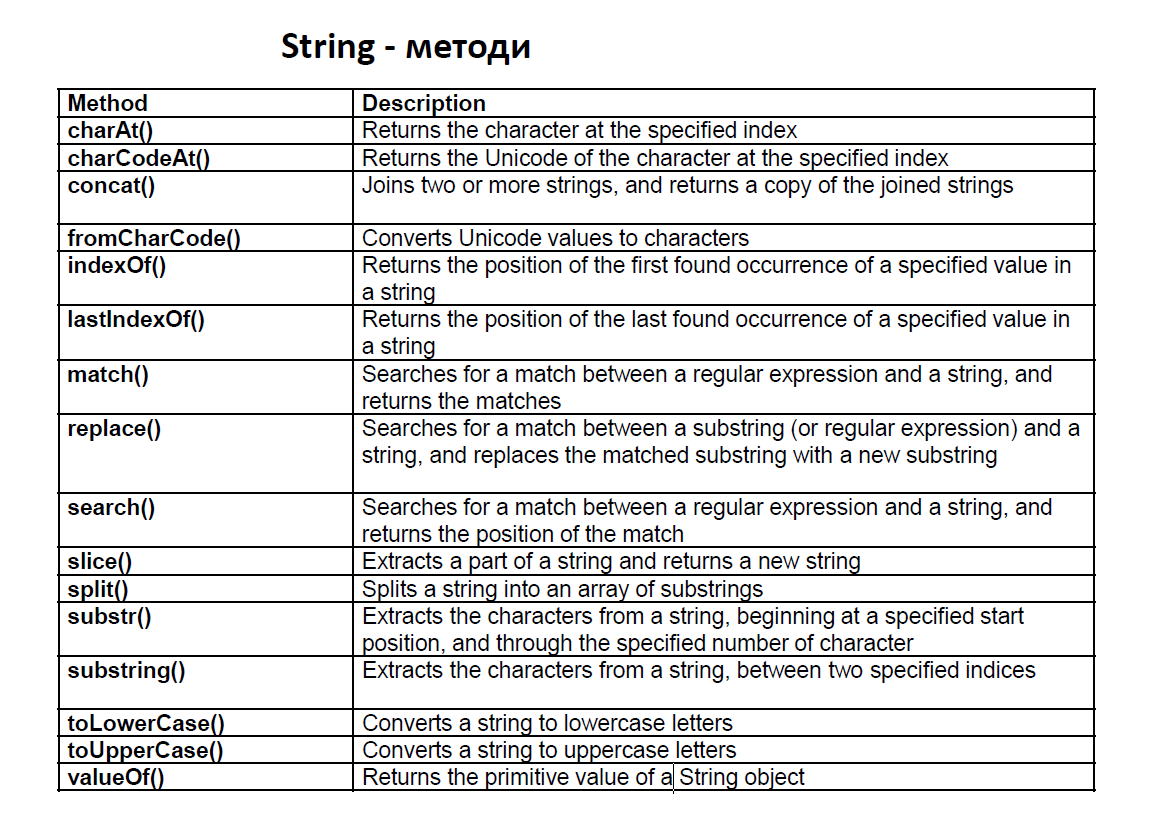 String - методи
Method Description
charAt() Returns the character at the specified index
charCodeAt() Returns the Unicode of the character at the specified index
concat() Joins two or more strings, and returns a copy of the joined strings
fromCharCode() Converts Unicode values to characters
indexOf() Returns the position of the first found occurrence of a specified value in
a string
lastIndexOf() Returns the position of the last found occurrence of a specified value in
a string
match() Searches for a match between a regular expression and a string, and
returns the matches
replace() Searches for a match between a substring (or regular expression) and a
string, and replaces the matched substring with a new substring
search() Searches for a match between a regular expression and a string, and
returns the position of the match
slice() Extracts a part of a string and returns a new string
split() Splits a string into an array of substrings
substr() Extracts the characters from a string, beginning at a specified start
position, and through the specified number of character
substring() Extracts the characters from a string, between two specified indices
toLowerCase() Converts a string to lowercase letters
toUpperCase() Converts a string to uppercase letters
valueOf() Returns the primitive value of a String object